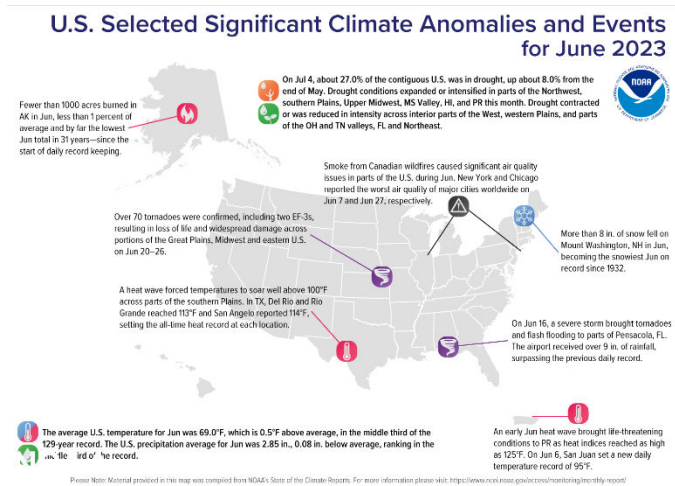 U.S. Selected Significant Climate Anomalies and Events
for June 2023
On Jul 4, about 27.0% of the contiguous U.S. was in drought, up about 8.0% from the
end of May. Drought conditions expanded or intensified in parts of the Northwest,
southern Plains, Upper Midwest, MS Valley, HI, and PR this month. Drought contracted
or was reduced in intensity across interior parts of the West, western Plains, and parts
of the OH and TN valleys, FL and Northeast.
NOAA
Fewer than 1000 acres burned in
AK in Jun, less than 1 percent of
average and by far the lowest
Jun total in 31 years—since the
start of daily record keeping.
Smoke from Canadian wildfires caused significant air quality
issues in parts of the U.S. during Jun. New York and Chicago
reported the worst air quality of major cities worldwide on
Jun 7 and Jun 27, respectively.
Over 70 tornadoes were confirmed, including two EF-3s,
resulting in loss of life and widespread damage across
portions of the Great Plains, Midwest and eastern U.S.
on Jun 20–26.
More than 8 in. of snow fell on
Mount Washington, NH in Jun,
becoming the snowiest Jun on
record since 1932.
A heat wave forced temperatures to soar well above 100°F
across parts of the southern Plains. In TX, Del Rio and Rio
Grande reached 113°F and San Angelo reported 114°F,
setting the all-time heat record at each location.
On Jun 16, a severe storm brought tornadoes
and flash flooding to parts of Pensacola, FL.
The airport received over 9 in. of rainfall,
surpassing the previous daily record.
The average U.S. temperature for Jun was 69.0°F, which is 0.5°F above average, in the middle third of the
129-year record. The U.S. precipitation average for Jun was 2.85 in., 0.08 in. below average, ranking in the
of the record.
An early Jun heat wave brought life-threatening
conditions to PR as heat indices reached as high
as 125°F. On Jun 6, San Juan set a new daily
temperature record of 95°F.
Please Note: Material provided in this map was compiled from NOAA's State of the Climate Reports. For more information please visit: https://www.ncei.noaa.gov/access/monitoring/monthly-report/